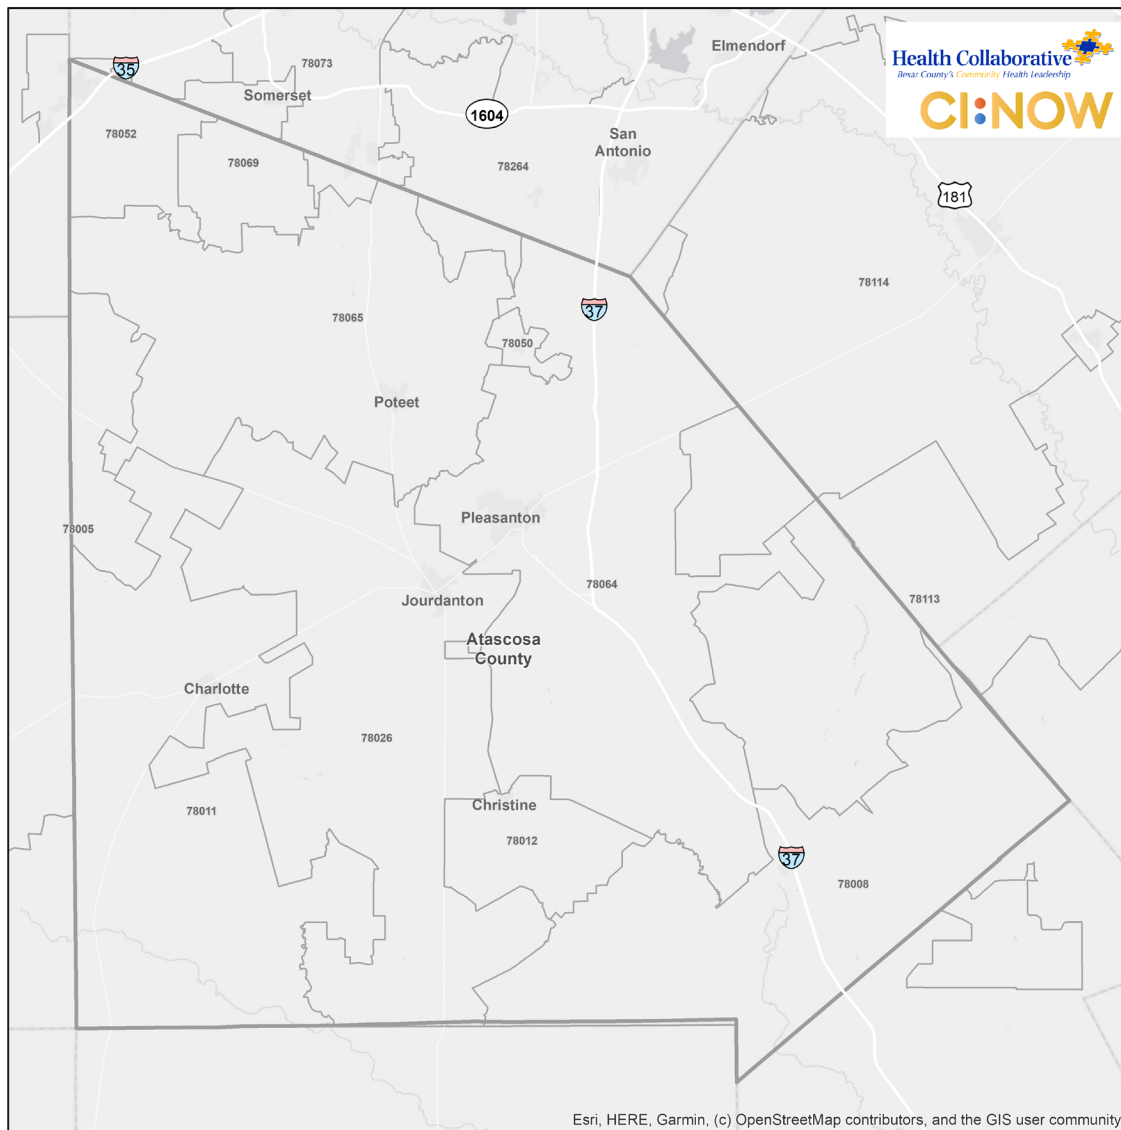 Elmendorf
Health Collaborative
Bexar County's Community Health Leadership
CI:NOW
35
78073
Somerset
1604
78052
San
Antonio
78069
78264
181
78114
37
78065
78050
Poteet
Pleasanton
78005
78064
Jourdanton
78113
Atascosa
County
Charlotte
78026
Christine
78011
78012
37
78008
Esri, HERE, Garmin, (c) OpenStreetMap contributors, and the GIS user community